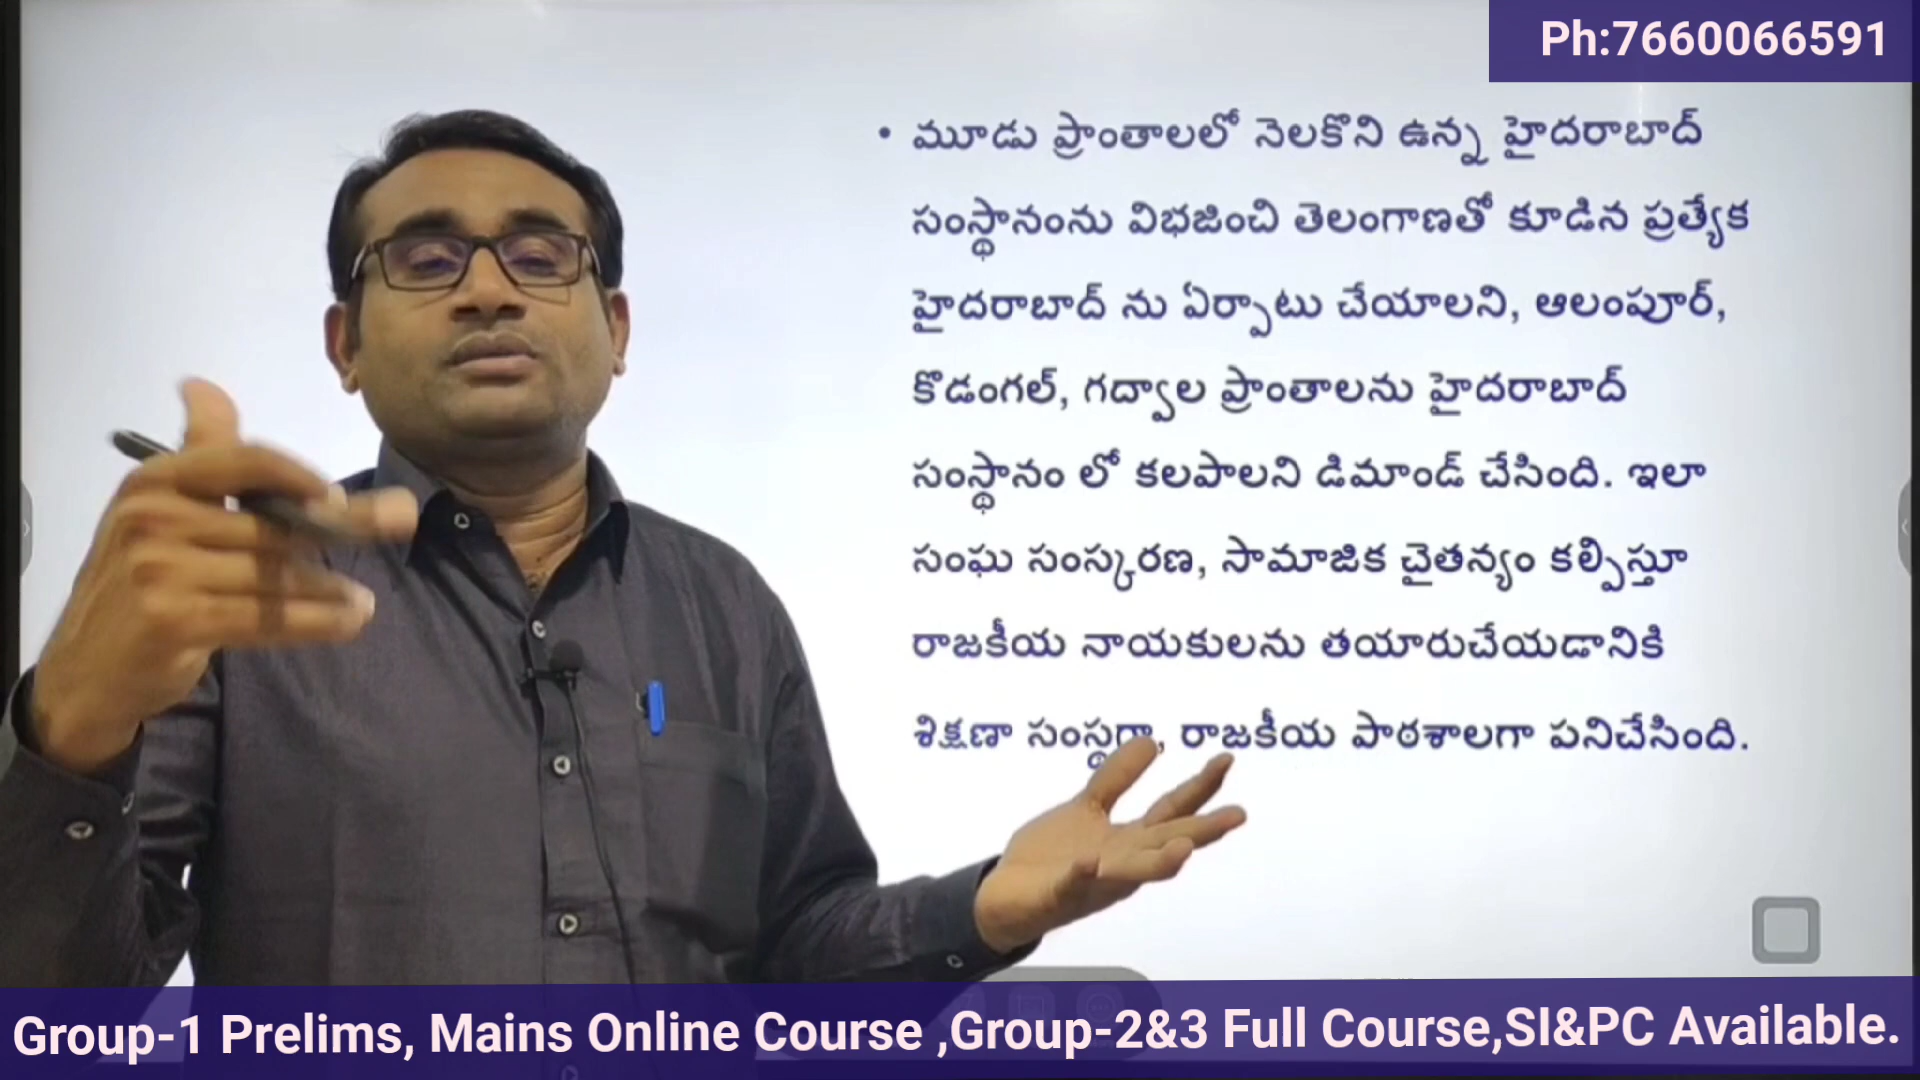 Ph:7660066591
• మూడు ప్రాంతాలలో నెలకొని ఉన్న హైదరాబాద్
సంస్థానంను విభజించి తెలంగాణతో కూడిన ప్రత్యేక
హైదరాబాద్ ను ఏర్పాటు చేయాలని, ఆలంపూర్,
కొడంగల్, గద్వాల ప్రాంతాలను హైదరాబాద్
సంస్థానం లో కలపాలని డిమాండ్ చేసింది. ఇలా
సంఘ సంస్కరణ, సామాజిక చైతన్యం కల్పిస్తూ
రాజకీయ నాయకులను తయారుచేయడానికి
శిక్షణా సంస్థగా, రాజకీయ పాఠశాలగా పనిచేసింది.
Group-1 Prelims, Mains Online Course ,Group-2&3 Full Course,SI&PC Available.